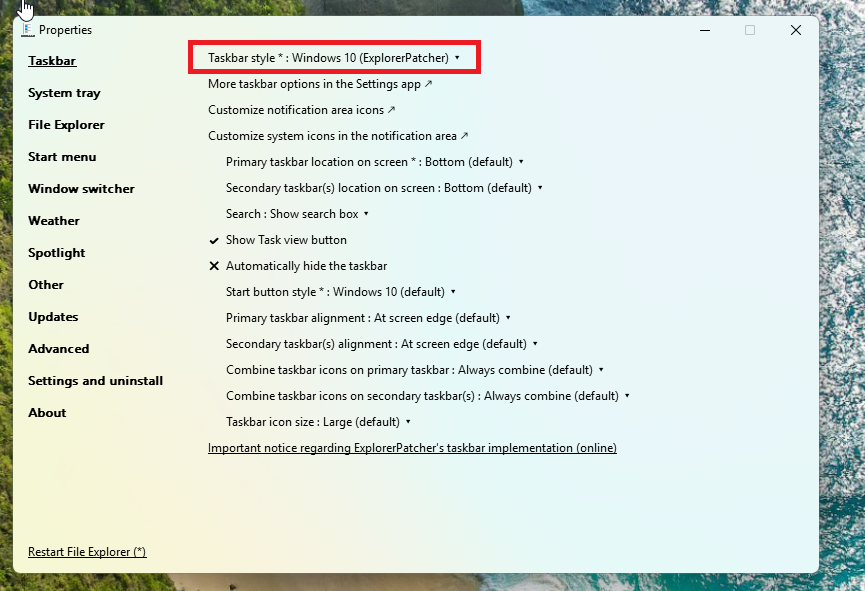 Properties
Taskbar
System tray
File Explorer
Start menu
Window switcher
Weather
Spotlight
Other
Updates
Advanced
Settings and uninstall
About
Restart File Explorer (*)
Taskbar style * : Windows 10 (ExplorerPatcher)
More taskbar options in the Settings app ↗
Customize notification area icons ↗
Customize system icons in the notification area ↗
Primary taskbar location on screen * : Bottom (default)
Secondary taskbar(s) location on screen : Bottom (default)
Search : Show search box
Show Task view button
Automatically hide the taskbar
Start button style * : Windows 10 (default)
Primary taskbar alignment : At screen edge (default)
Secondary taskbar(s) alignment : At screen edge (default)
Combine taskbar icons on primary taskbar : Always combine (default)
Combine taskbar icons on secondary taskbar(s) : Always combine (default)
Taskbar icon size : Large (default)
Important notice regarding ExplorerPatcher's taskbar implementation (online)